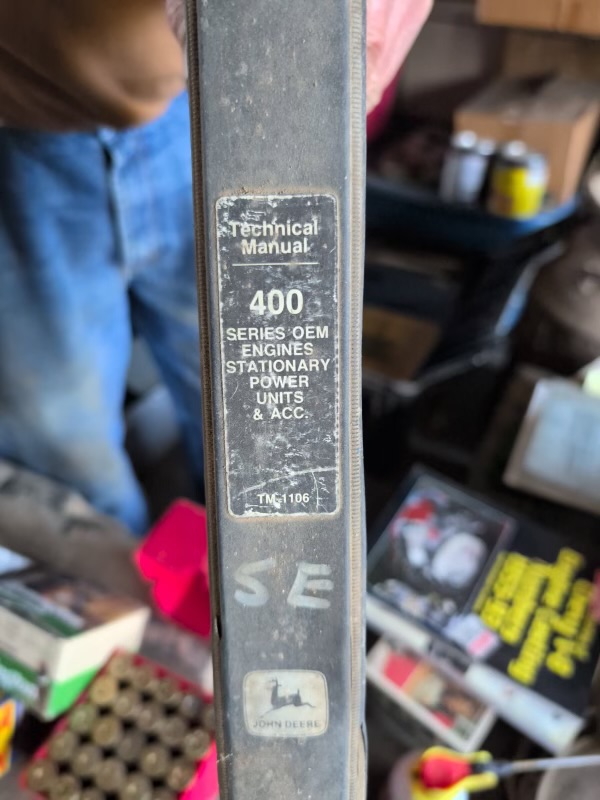 Technical
Manual
400
SERIES OEM
ENGINES
STATIONARY
POWER
UNITS
& ACC.
TM-1106
SE
JOHN DEERE